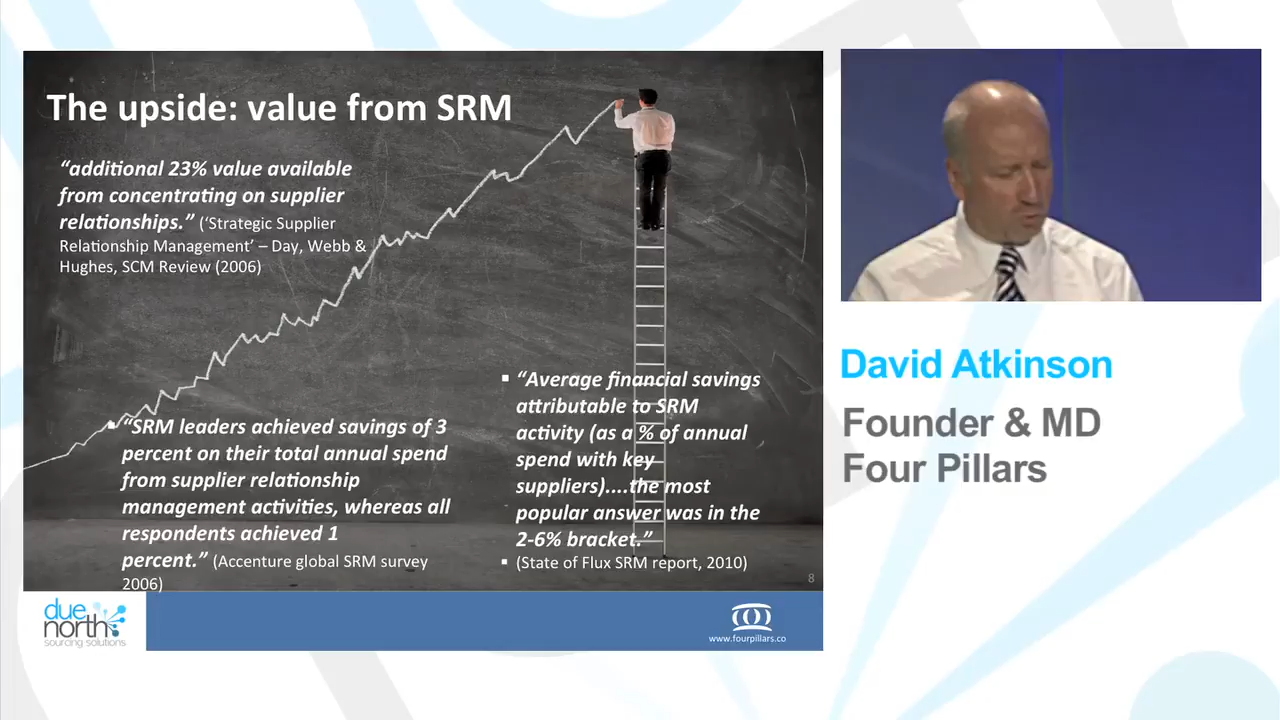 The upside: value from SRM
“additional 23% value available
from concentrating on supplier
relationships.” (‘Strategic Supplier
Relationship Management’ – Day, Webb &
Hughes, SCM Review (2006)
“SRM leaders achieved savings of 3
percent on their total annual spend
from supplier relationship
management activities, whereas all
respondents achieved 1
percent.” (Accenture global SRM survey
2006)
▪ “Average financial savings
attributable to SRM
activity (as a % of annual
spend with key
suppliers)....the most
popular answer was in the
2-6% bracket.”
▪ (State of Flux SRM report, 2010)
8
due
north
sourcing solutions
www.fourpillars.co
David Atkinson
Founder & MD
Four Pillars